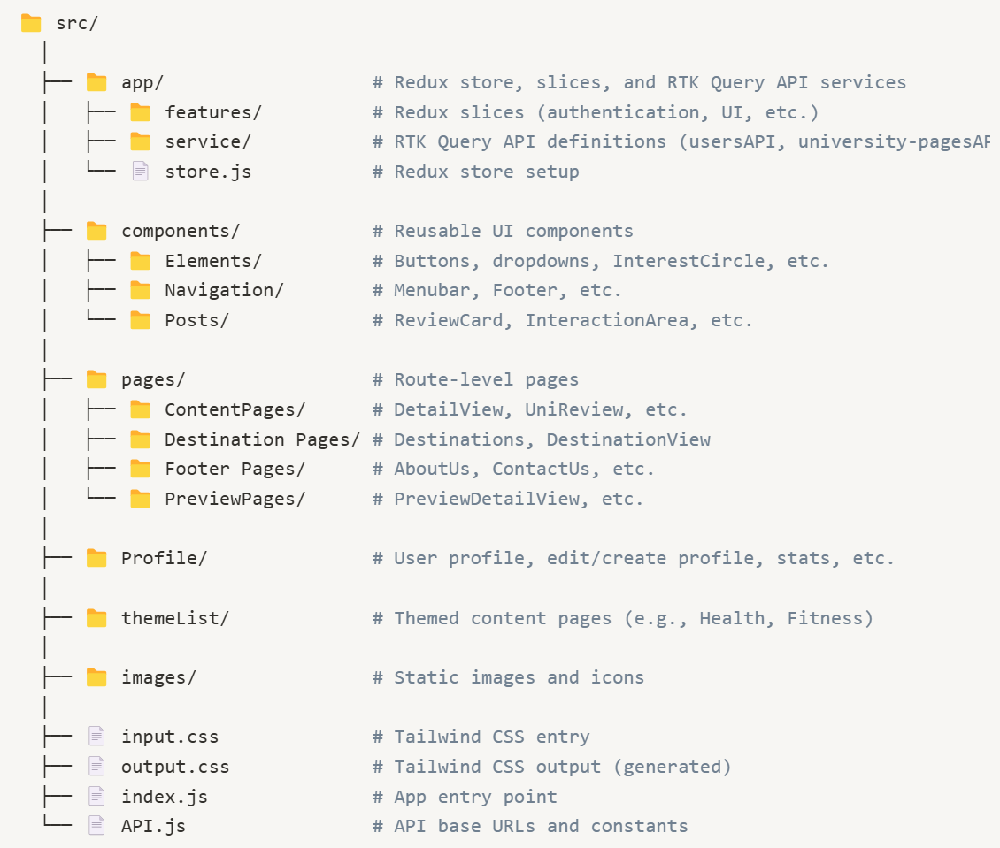 src/
app/ # Redux store, slices, and RTK Query API services
features/ # Redux slices (authentication, UI, etc.)
service/ # RTK Query API definitions (usersAPI, university-pagesAP
store.js # Redux store setup
components/ # Reusable UI components
Elements/ # Buttons, dropdowns, InterestCircle, etc.
Navigation/ # Menubar, Footer, etc.
Posts/ # ReviewCard, InteractionArea, etc.
pages/ # Route-level pages
ContentPages/ # DetailView, UniReview, etc.
Destination Pages/ # Destinations, DestinationView
Footer Pages/ # AboutUs, ContactUs, etc.
PreviewPages/ # PreviewDetailView, etc.
Profile/ # User profile, edit/create profile, stats, etc.
themeList/ # Themed content pages (e.g., Health, Fitness)
images/ # Static images and icons
input.css # Tailwind CSS entry
output.css # Tailwind CSS output (generated)
index.js # App entry point
API.js # API base URLs and constants